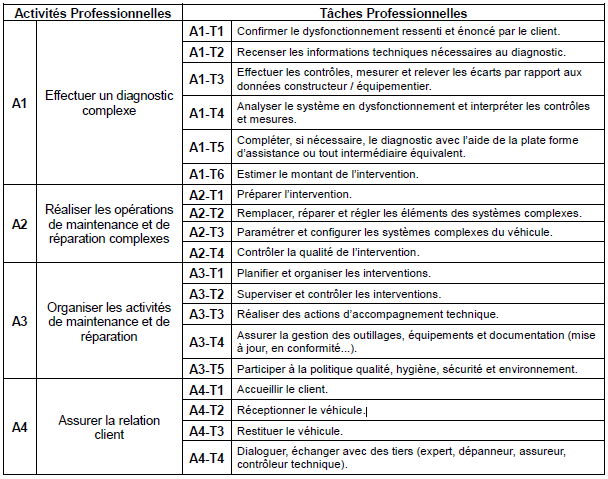 Activités Professionnelles
Tâches Professionnelles
A1
Effectuer un diagnostic
complexe
A1-T1
Confirmer le dysfonctionnement ressenti et énoncé par le client.
A1-T2
Recenser les informations techniques nécessaires au diagnostic.
A1-T3
Effectuer les contrôles, mesurer et relever les écarts par rapport aux
données constructeur / équipementier.
A1-T4
Analyser le système en dysfonctionnement et interpréter les contrôles
et mesures.
A1-T5
Compléter, si nécessaire, le diagnostic avec l'aide de la plate forme
d'assistance ou tout intermédiaire équivalent.
A1-T6
Estimer le montant de l'intervention.
A2
Réaliser les opérations
de maintenance et de
réparation complexes
A2-T1
Préparer l'intervention.
A2-T2
Remplacer, réparer et régler les éléments des systèmes complexes.
A2-T3
Paramétrer et configurer les systèmes complexes du véhicule.
A2-T4
Contrôler la qualité de l'intervention.
A3
Organiser les activités
de maintenance et de
réparation
A3-T1
Planifier et organiser les interventions.
A3-T2
Superviser et contrôler les interventions.
A3-T3
Réaliser des actions d'accompagnement technique.
A3-T4
Assurer la gestion des outillages, équipements et documentation (mise
à jour, en conformité...).
A3-T5
Participer à la politique qualité, hygiène, sécurité et environnement.
A4
Assurer la relation
client
A4-T1
Accueillir le client.
A4-T2
Réceptionner le véhicule.
A4-T3
Restituer le véhicule.
A4-T4
Dialoguer, échanger avec des tiers (expert, dépanneur, assureur,
contrôleur technique).